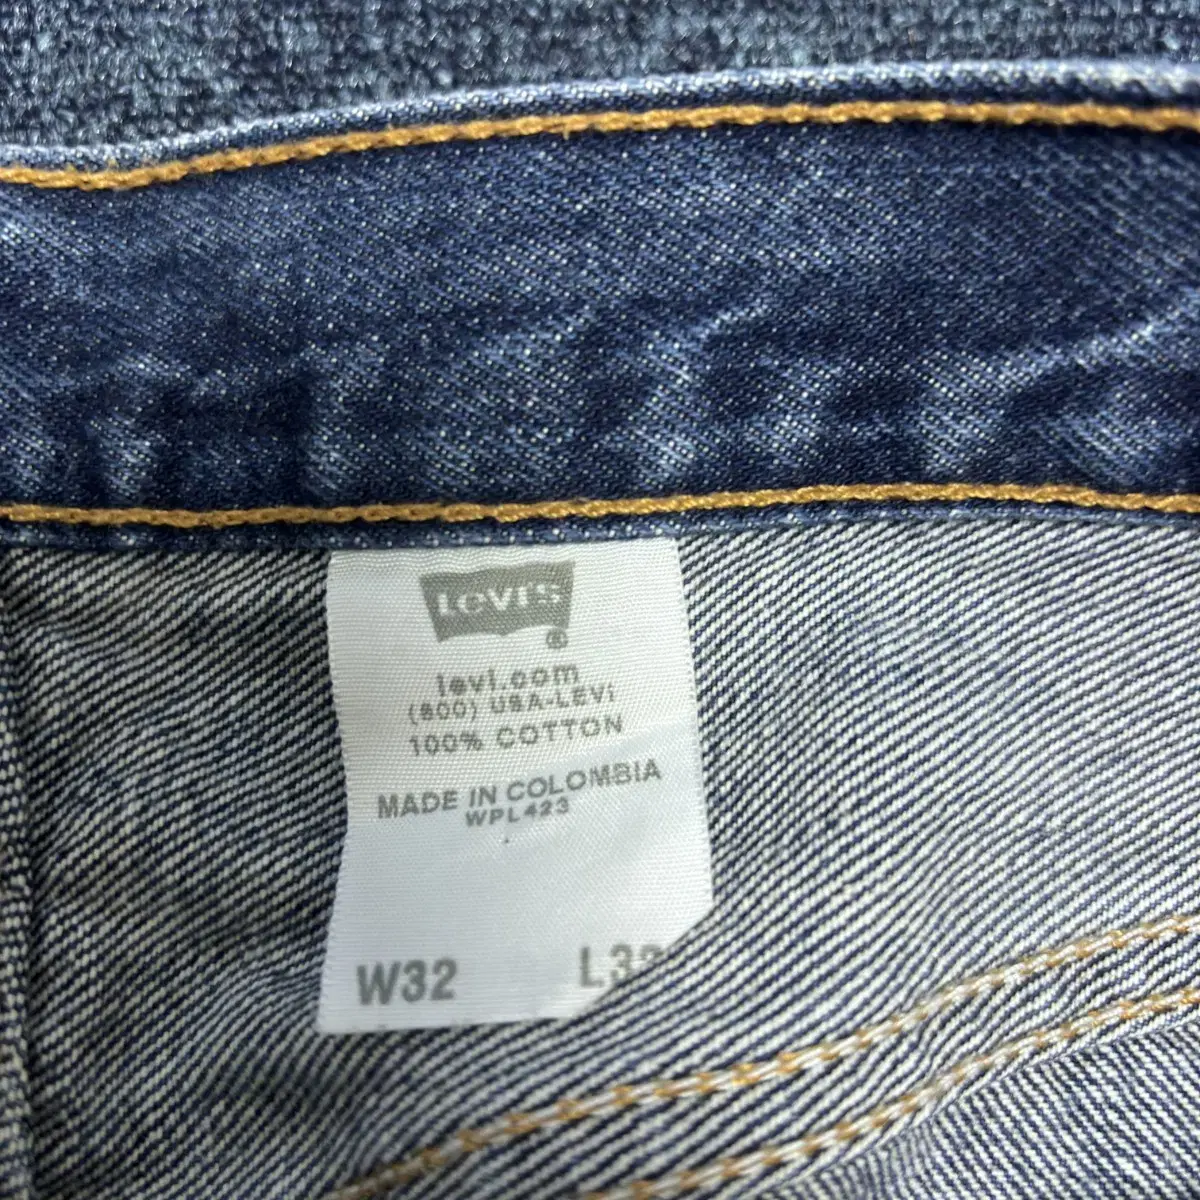 Levi's
®
levi.com
(800) USA-LEVI
100% COTTON
MADE IN COLOMBIA
WPL423
W32